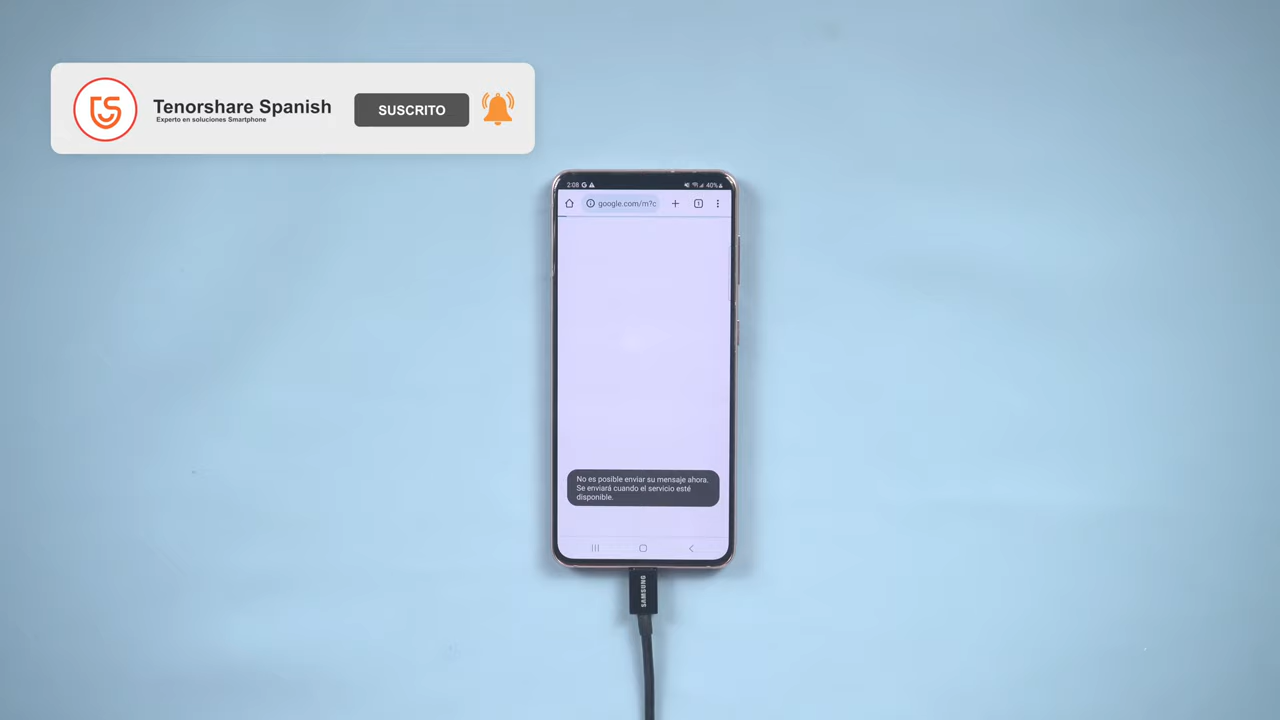 Tenorshare Spanish
Experto en soluciones Smartphone
SUSCRITO
2:08
40%
google.com/m?c
1
No es posible enviar su mensaje ahora.
Se enviará cuando el servicio esté
disponible.
SAMSUNG